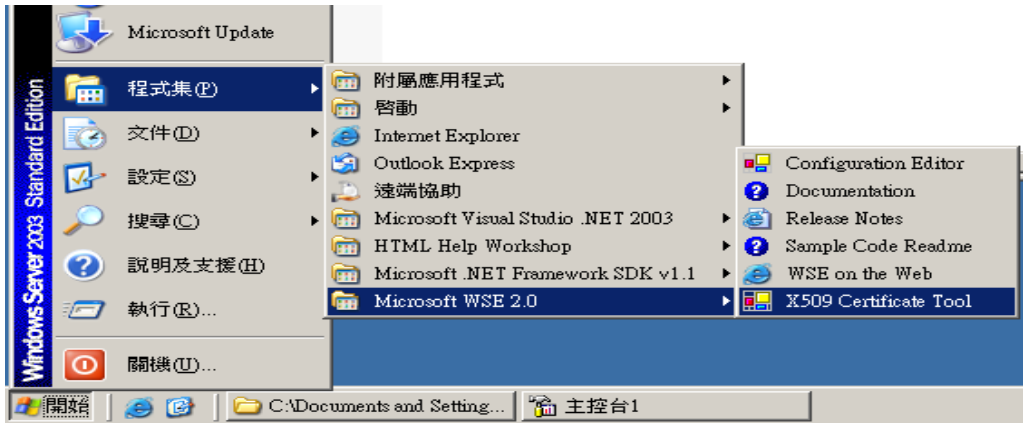 Windows Server 2003 Standard Edition
Microsoft Update
程式集(P)
文件(D)
設定(S)
搜尋(C)
說明及支援(H)
執行(R)...
關機(U)...
附屬應用程式
啓動
Internet Explorer
Outlook Express
遠端協助
Microsoft Visual Studio .NET 2003
HTML Help Workshop
Microsoft .NET Framework SDK v1.1
Microsoft WSE 2.0
Configuration Editor
Documentation
Release Notes
Sample Code Readme
WSE on the Web
X509 Certificate Tool
開始
C:\Documents and Setting...
主控台1